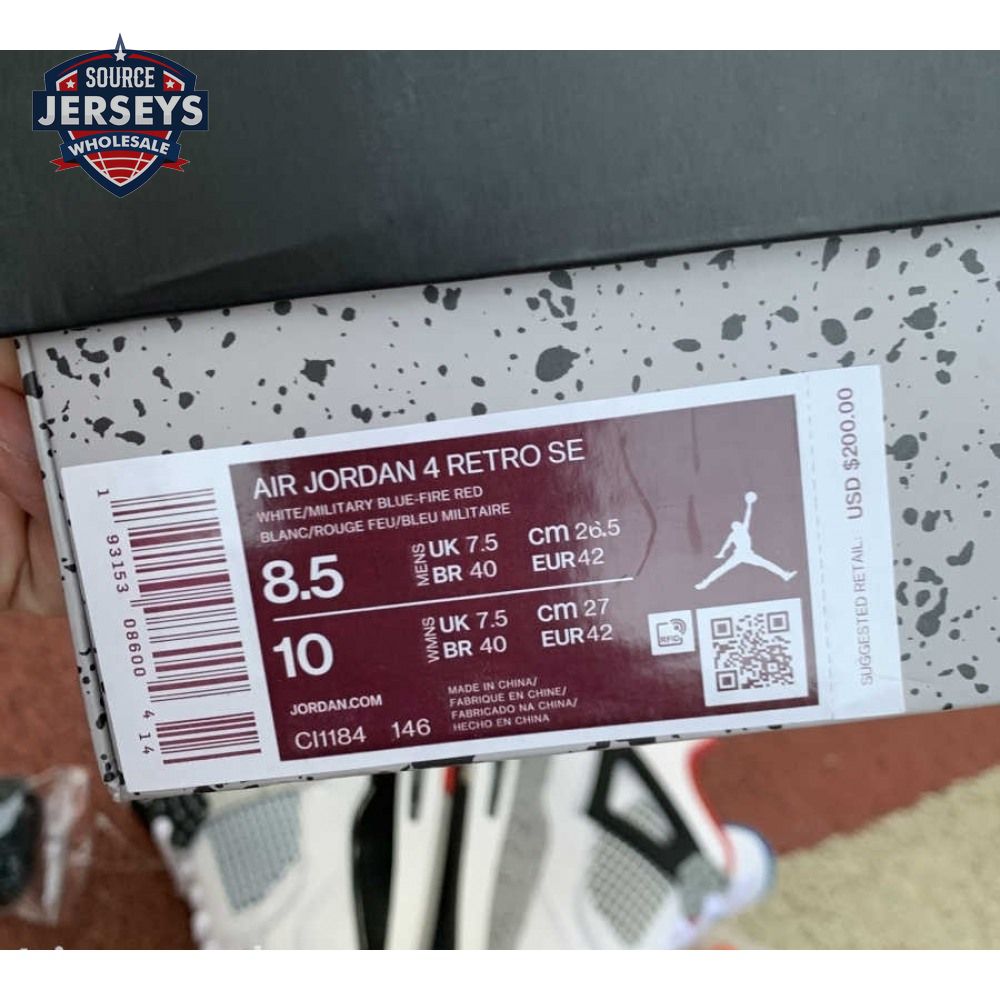 SOURCE
JERSEYS
WHOLESALE
AIR JORDAN 4 RETRO SE
WHITE/MILITARY BLUE-FIRE RED
BLANC/ROUGE FEU/BLEU MILITAIRE
8.5 MENS UK 7.5 CM 26.5
BR 40 EUR 42
10 WMNS UK 7.5 CM 27
BR 40 EUR 42
JORDAN.COM
CI1184 146
MADE IN CHINA/
FABRIQUE EN CHINE/
FABRICADO NA CHINA/
HECHO EN CHINA
RFID
1 93153 08600 4 14
SUGGESTED RETAIL: USD $200.00